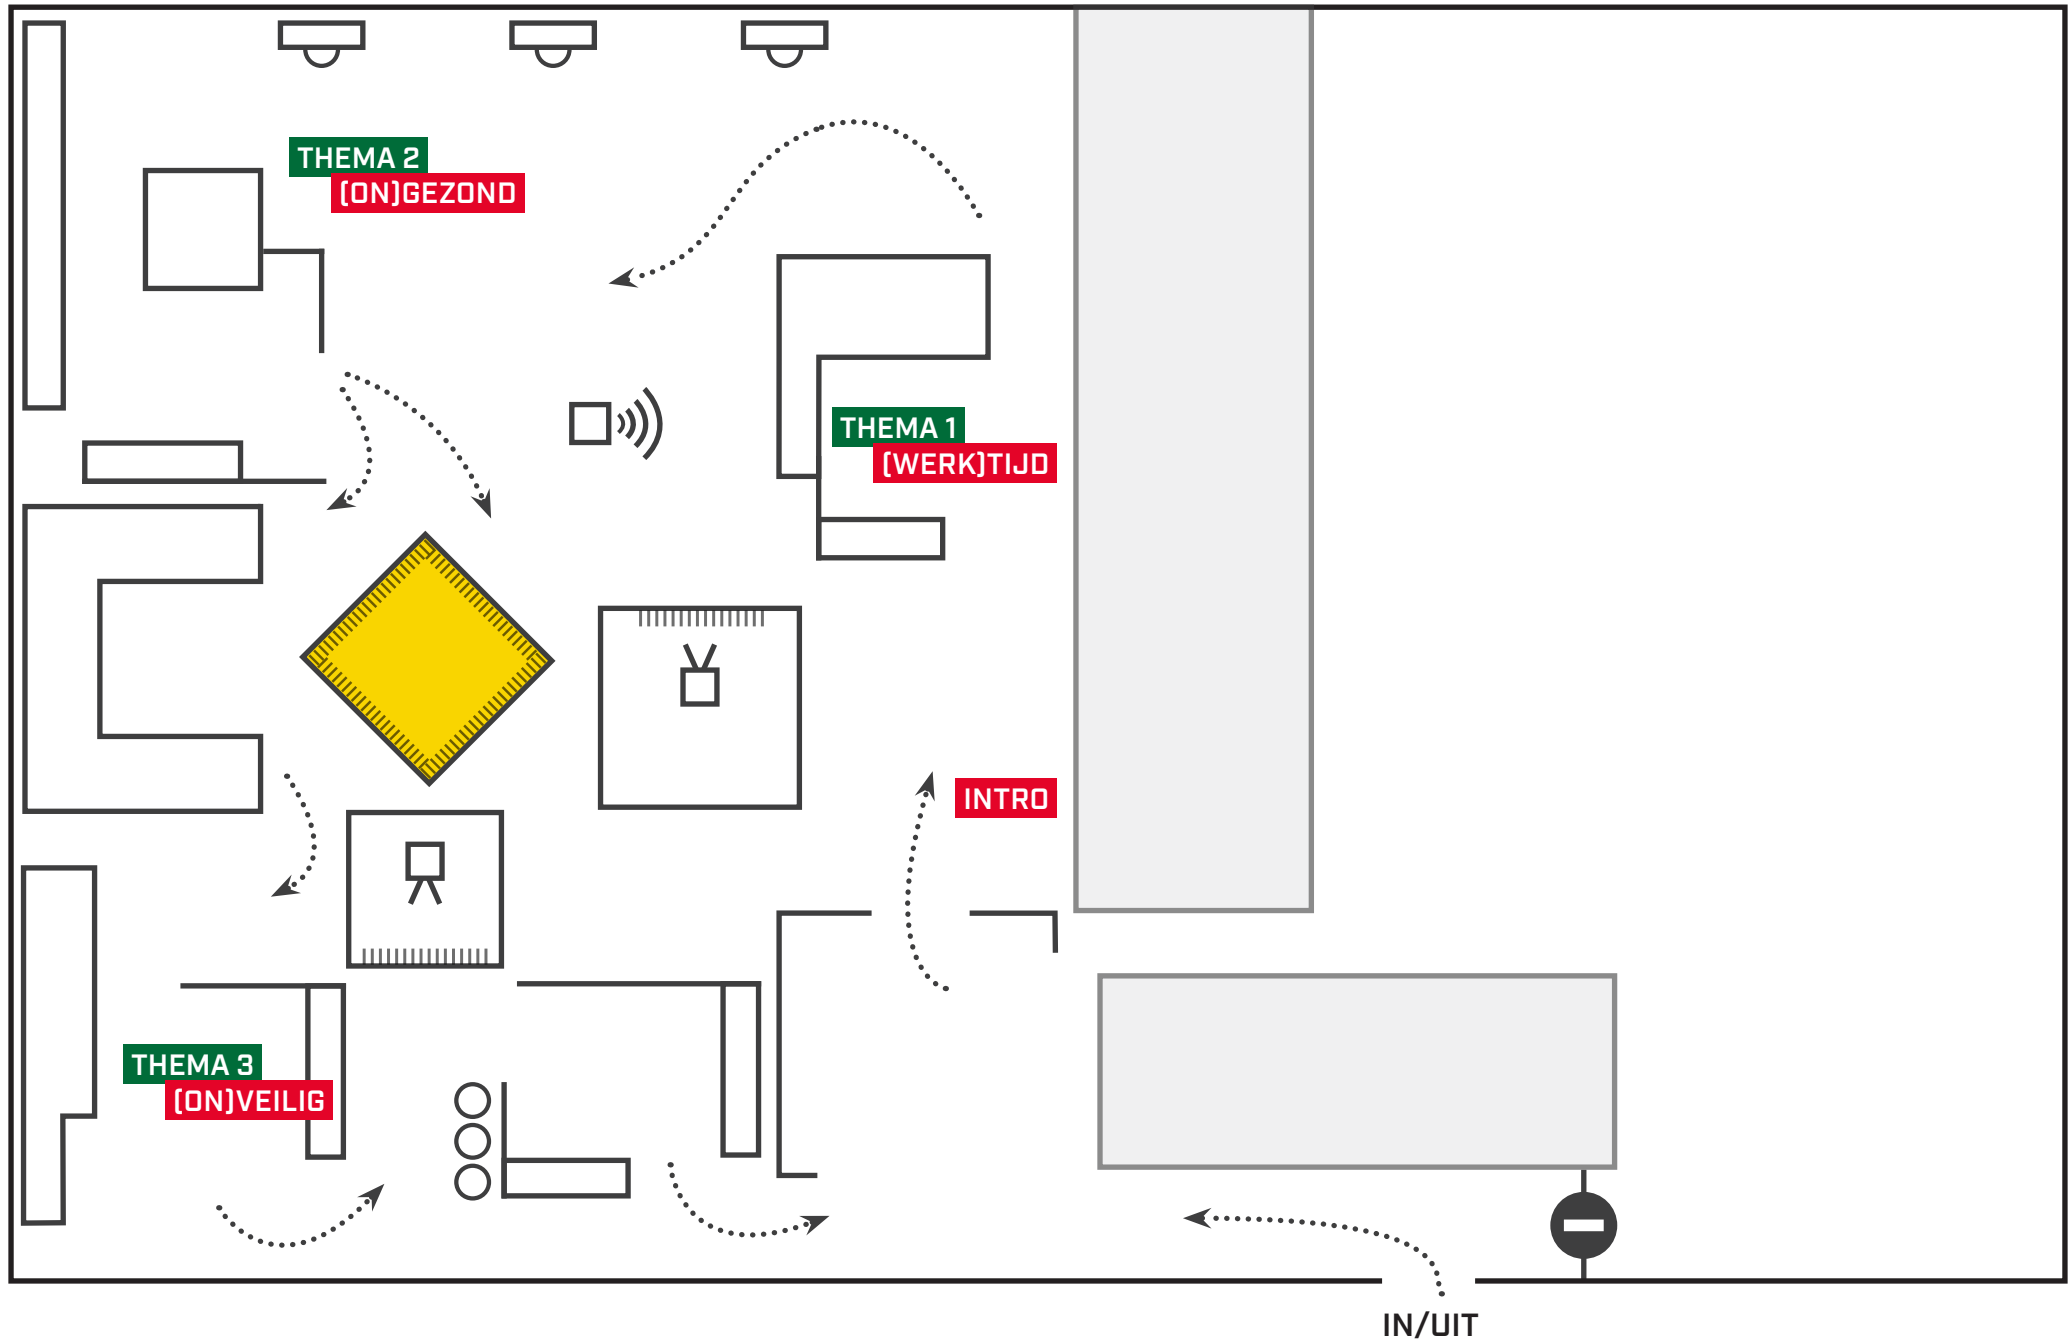 THEMA 2
(ON)GEZOND
THEMA 1
(WERK)TIJD
INTRO
THEMA 3
(ON)VEILIG
IN/UIT